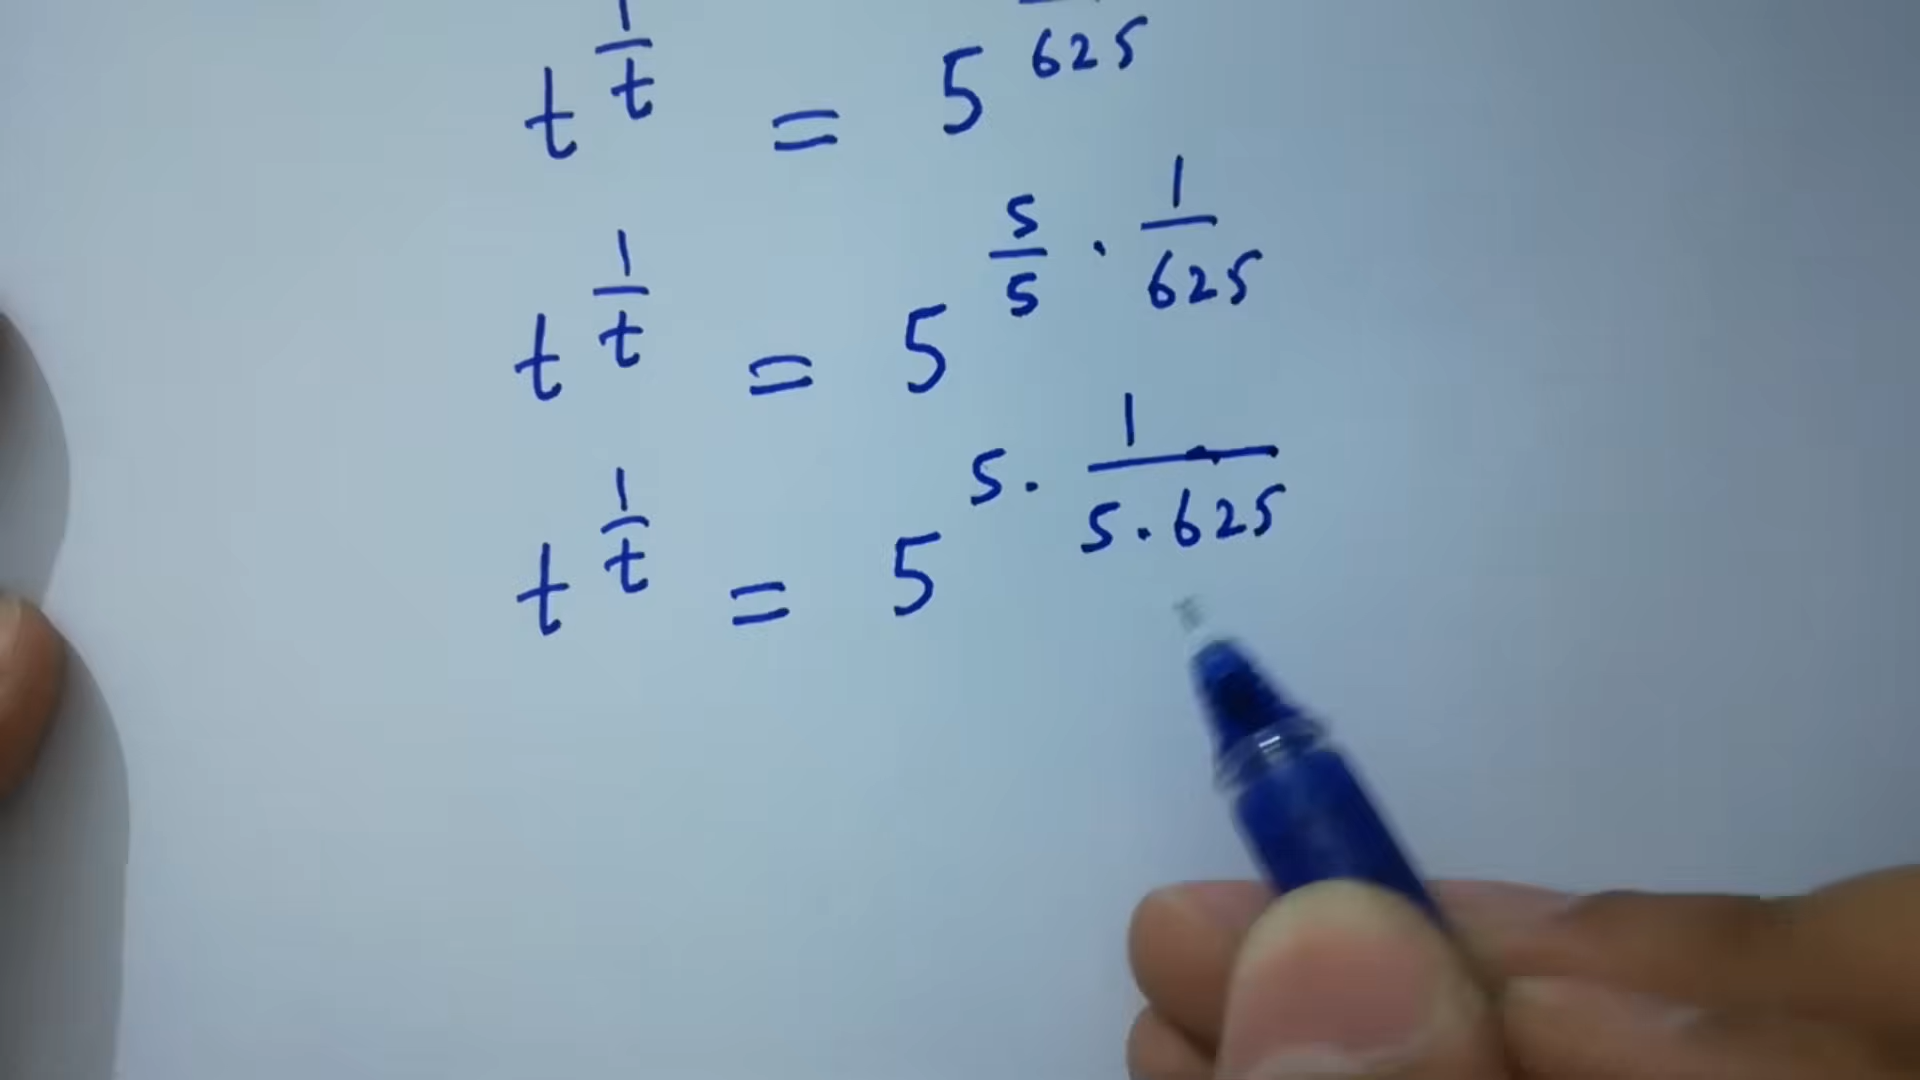 t^(1/t) = 5^(1/625)
t^(1/t) = 5^(5/5 · 1/625)
t^(1/t) = 5^(5 · 1/(5·625))